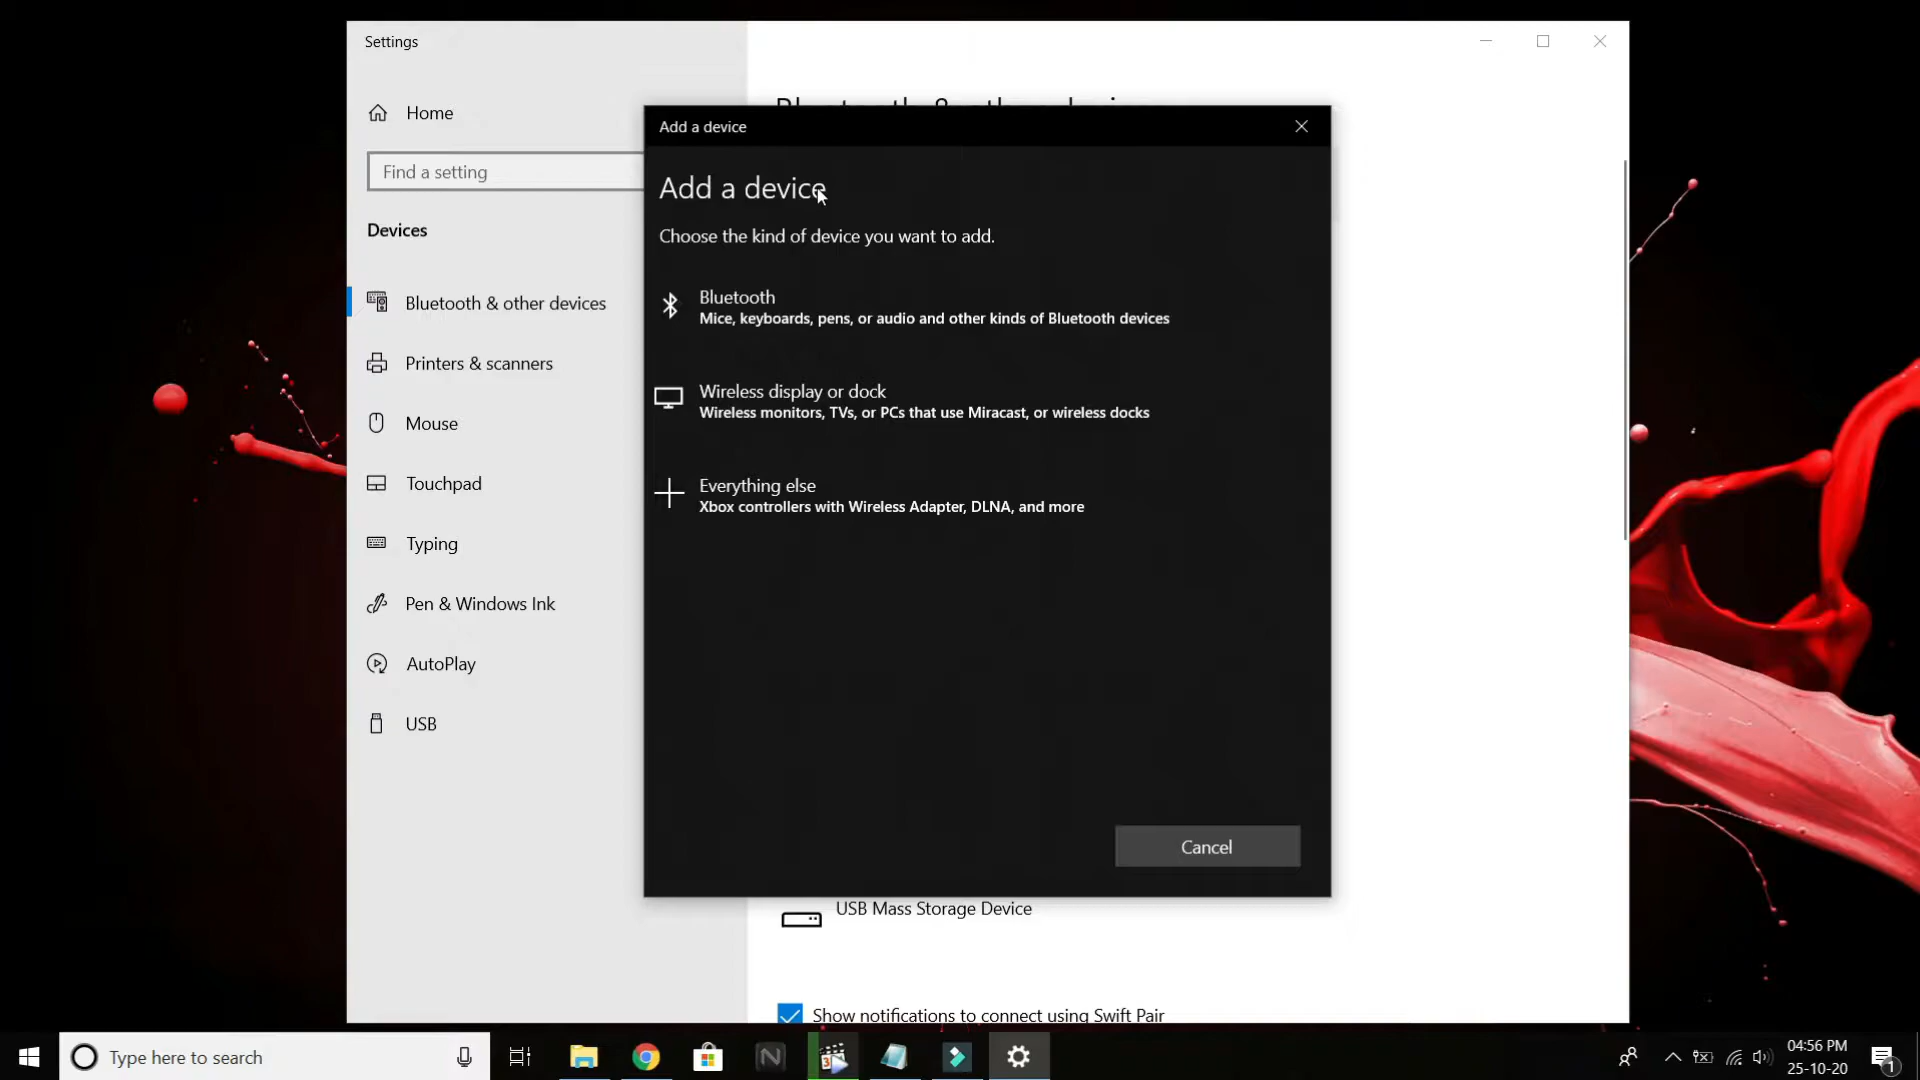 Settings
Home
Find a setting
Devices
Bluetooth & other devices
Printers & scanners
Mouse
Touchpad
Typing
Pen & Windows Ink
AutoPlay
USB
Add a device
Add a device
Choose the kind of device you want to add.
Bluetooth
Mice, keyboards, pens, or audio and other kinds of Bluetooth devices
Wireless display or dock
Wireless monitors, TVs, or PCs that use Miracast, or wireless docks
Everything else
Xbox controllers with Wireless Adapter, DLNA, and more
Cancel
USB Mass Storage Device
Show notifications to connect using Swift Pair
Type here to search
04:56 PM
25-10-20
1